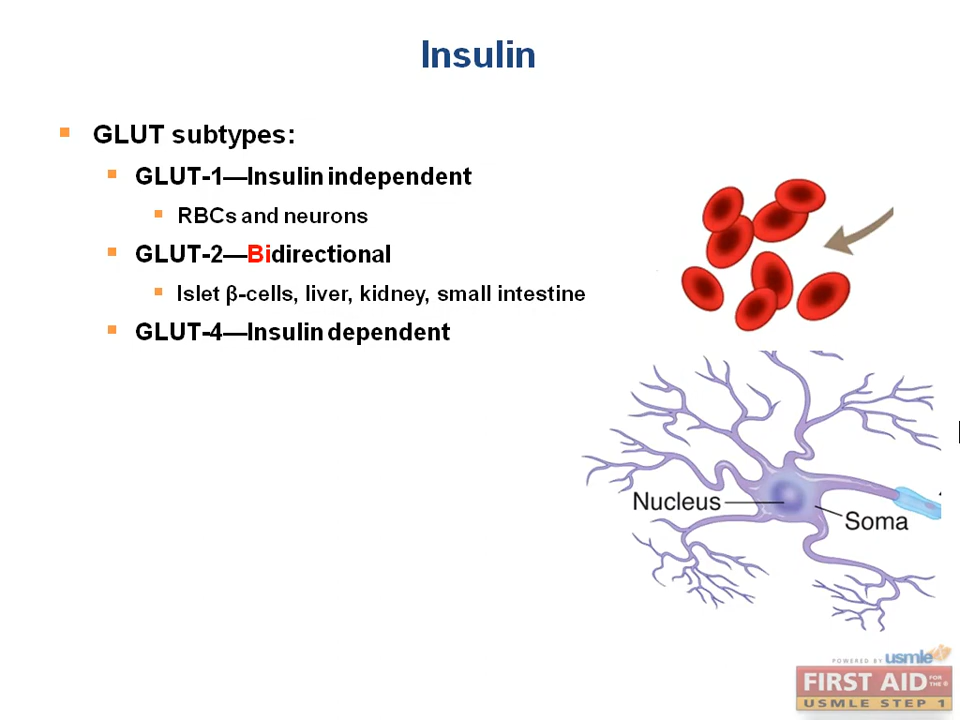 Insulin
GLUT subtypes:
GLUT-1—Insulin independent
RBCs and neurons
GLUT-2—Bidirectional
Islet β-cells, liver, kidney, small intestine
GLUT-4—Insulin dependent
Nucleus
Soma
POWERED BY usmle
FIRST AID FOR THE®
USMLE STEP 1